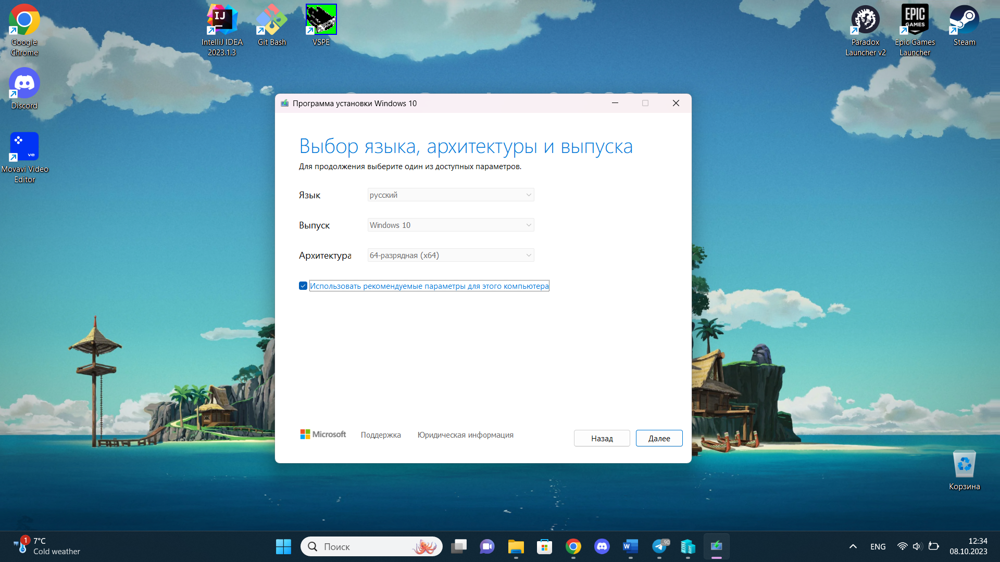 Google
Chrome
IntelliJ IDEA
2023.1.3
Git Bash
VSPE
Paradox
Launcher v2
EPIC
GAMES
Epic Games
Launcher
Steam
Discord
ve
Movavi Video
Editor
Программа установки Windows 10
Выбор языка, архитектуры и выпуска
Для продолжения выберите один из доступных параметров.
Язык
русский
Выпуск
Windows 10
Архитектура
64-разрядная (x64)
Использовать рекомендуемые параметры для этого компьютера
Microsoft
Поддержка
Юридическая информация
Назад
Далее
Корзина
1
7°C
Cold weather
Поиск
90
ENG
12:34
08.10.2023